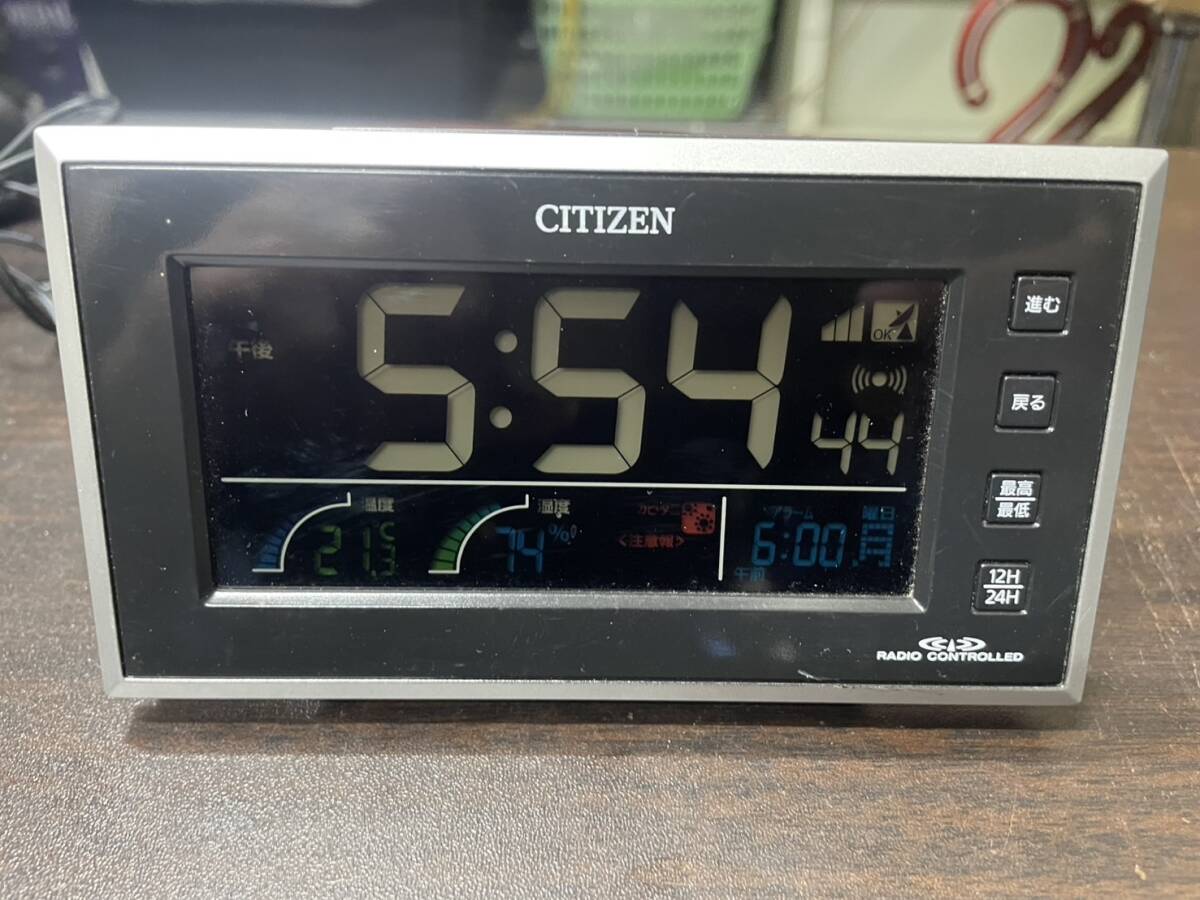 CITIZEN
午後
5:54
OK
44
温度
21.3℃
湿度
74%
カビダニ
<注意報>
アラーム
6:00
午前
曜日
進む
戻る
最高
最低
12H
24H
RADIO CONTROLLED